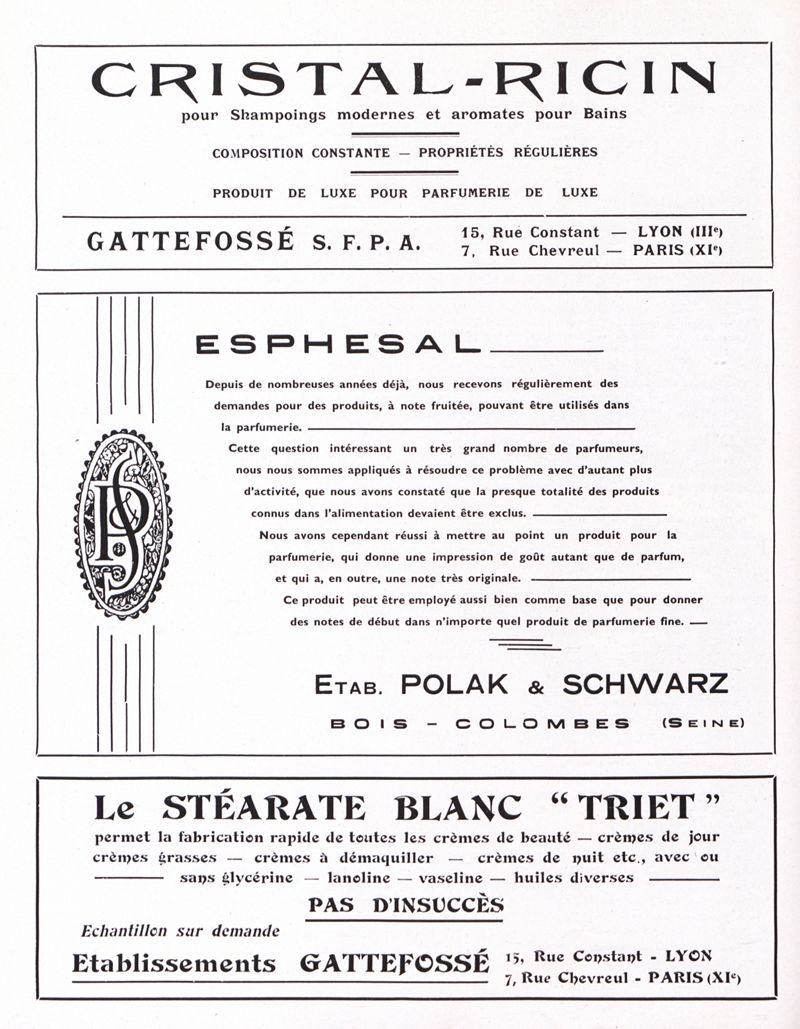 CRISTAL-RICIN
pour Shampoings modernes et aromates pour Bains
COMPOSITION CONSTANTE — PROPRIÉTÉS RÉGULIÈRES
PRODUIT DE LUXE POUR PARFUMERIE DE LUXE
GATTEFOSSÉ S. F. P. A.
15, Rue Constant — LYON (IIIᵉ)
7, Rue Chevreul — PARIS (XIᵉ)
ESPHESAL
Depuis de nombreuses années déjà, nous recevons régulièrement des
demandes pour des produits, à note fruitée, pouvant être utilisés dans
la parfumerie.
Cette question intéressant un très grand nombre de parfumeurs,
nous nous sommes appliqués à résoudre ce problème avec d'autant plus
d'activité, que nous avons constaté que la presque totalité des produits
connus dans l'alimentation devaient être exclus.
Nous avons cependant réussi à mettre au point un produit pour la
parfumerie, qui donne une impression de goût autant que de parfum,
et qui a, en outre, une note très originale.
Ce produit peut être employé aussi bien comme base que pour donner
des notes de début dans n'importe quel produit de parfumerie fine.
P&S
ETAB. POLAK & SCHWARZ
BOIS - COLOMBES (SEINE)
Le STÉARATE BLANC "TRIET"
permet la fabrication rapide de toutes les crèmes de beauté — crèmes de jour
crèmes grasses — crèmes à démaquiller — crèmes de nuit etc., avec ou
sans glycérine — lanoline — vaseline — huiles diverses
PAS D'INSUCCÈS
Echantillon sur demande
Etablissements GATTEFOSSÉ
15, Rue Constant - LYON
7, Rue Chevreul - PARIS (XIᵉ)